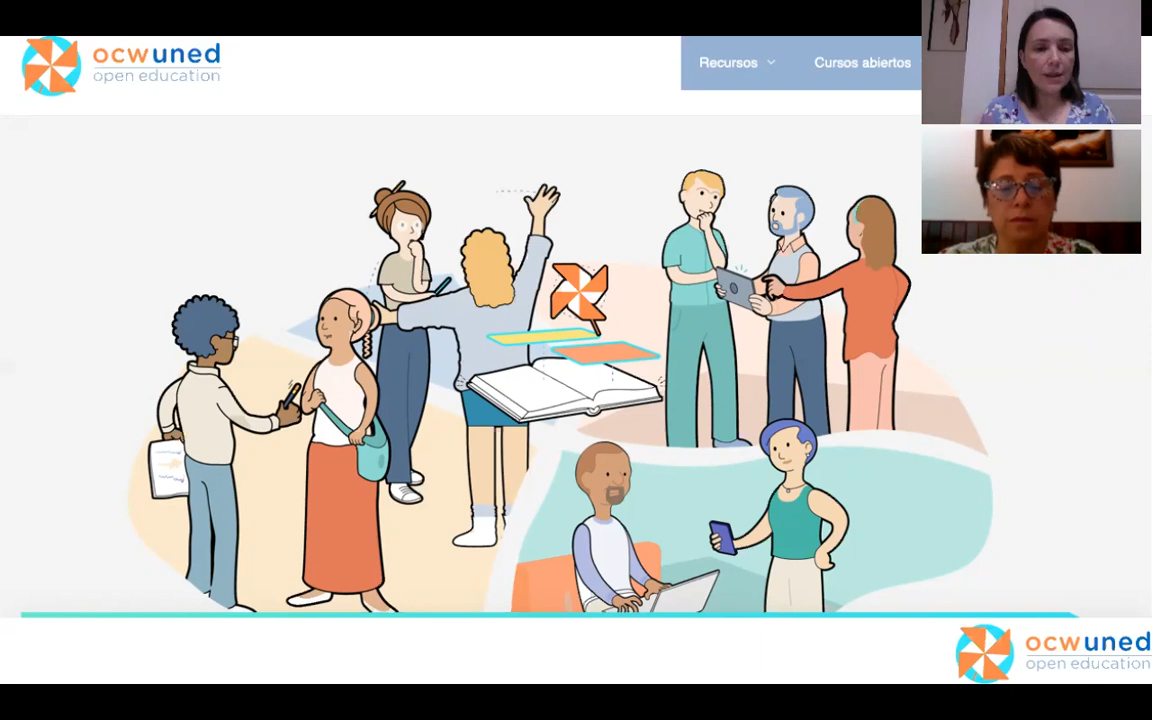 ocwuned
open education
Recursos
Cursos abiertos
ocwuned
open education